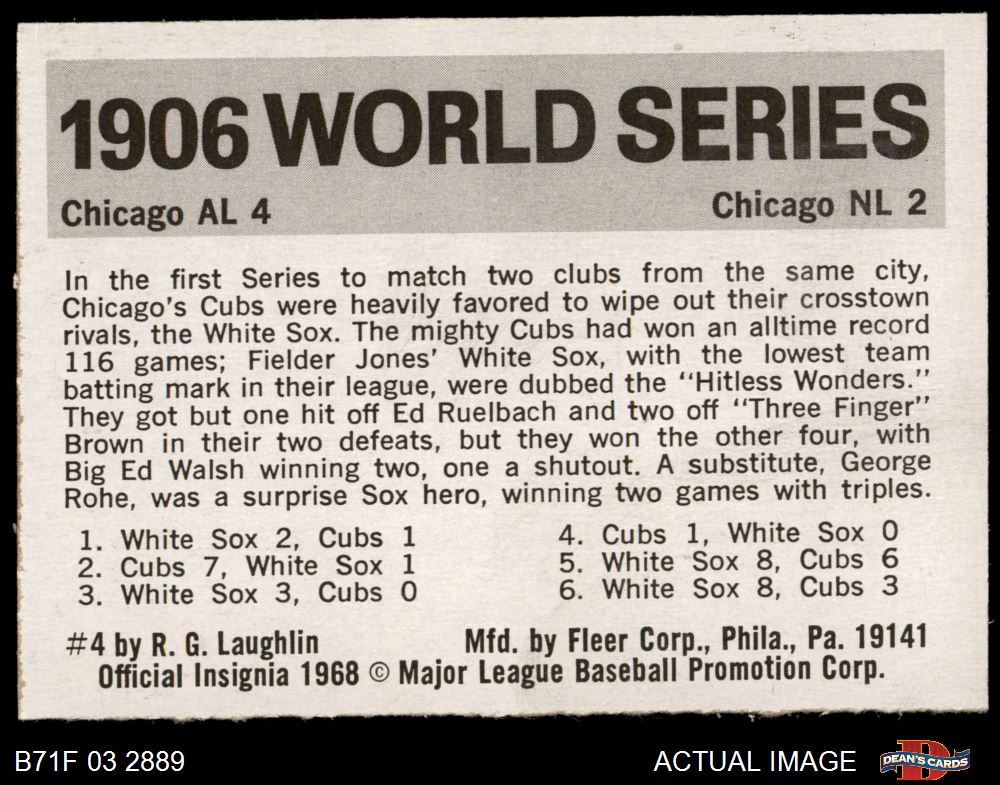 1906 WORLD SERIES
Chicago AL 4
Chicago NL 2
In the first Series to match two clubs from the same city,
Chicago's Cubs were heavily favored to wipe out their crosstown
rivals, the White Sox. The mighty Cubs had won an alltime record
116 games; Fielder Jones' White Sox, with the lowest team
batting mark in their league, were dubbed the "Hitless Wonders."
They got but one hit off Ed Ruelbach and two off "Three Finger"
Brown in their two defeats, but they won the other four, with
Big Ed Walsh winning two, one a shutout. A substitute, George
Rohe, was a surprise Sox hero, winning two games with triples.
1. White Sox 2, Cubs 1
2. Cubs 7, White Sox 1
3. White Sox 3, Cubs 0
4. Cubs 1, White Sox 0
5. White Sox 8, Cubs 6
6. White Sox 8, Cubs 3
#4 by R. G. Laughlin
Mfd. by Fleer Corp., Phila., Pa. 19141
Official Insignia 1968 © Major League Baseball Promotion Corp.
B71F 03 2889
ACTUAL IMAGE
D
DEAN'S CARDS